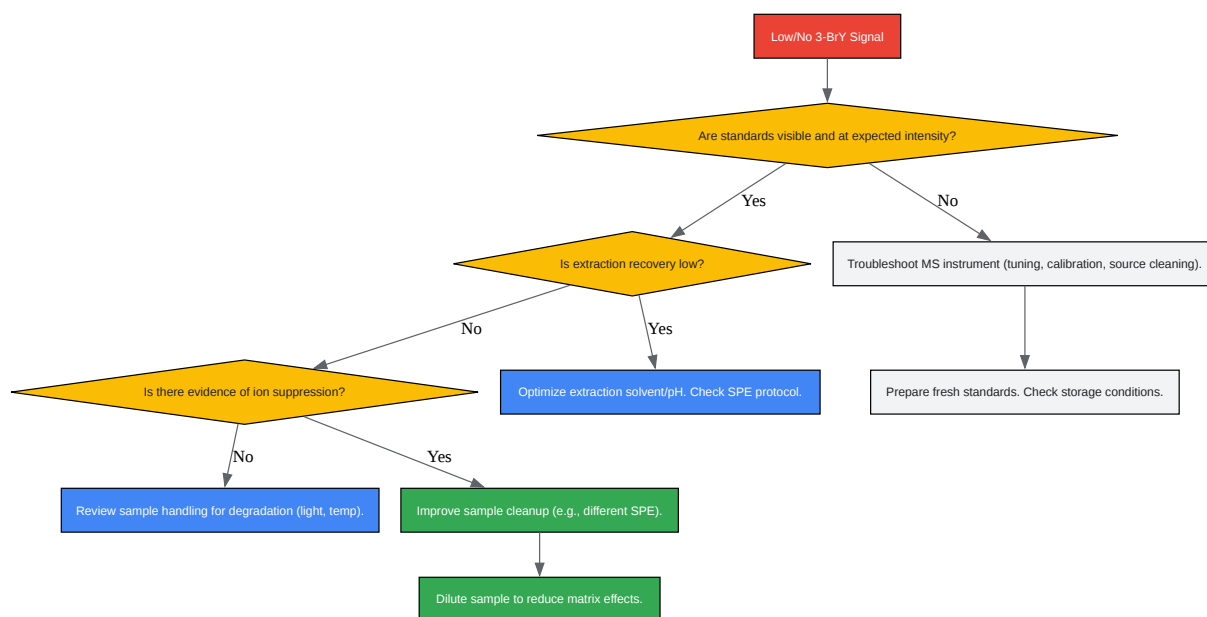 Low/No 3-BrY Signal
Are standards visible and at expected intensity?
Yes
No
Is extraction recovery low?
Troubleshoot MS instrument (tuning, calibration, source cleaning).
No
Yes
Is there evidence of ion suppression?
Optimize extraction solvent/pH. Check SPE protocol.
Prepare fresh standards. Check storage conditions.
No
Yes
Review sample handling for degradation (light, temp).
Improve sample cleanup (e.g., different SPE).
Dilute sample to reduce matrix effects.